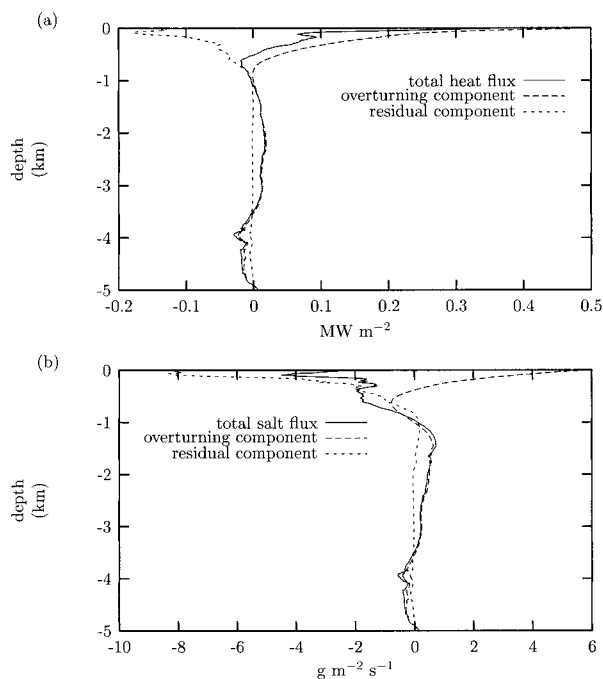 (a)
0
-1
-2
-3
-4
-5
depth
(km)
total heat flux
overturning component
residual component
-0.2
-0.1
0
0.1
0.2
0.3
0.4
0.5
MW m⁻²
(b)
0
-1
-2
-3
-4
-5
depth
(km)
total salt flux
overturning component
residual component
-10
-8
-6
-4
-2
0
2
4
6
g m⁻² s⁻¹